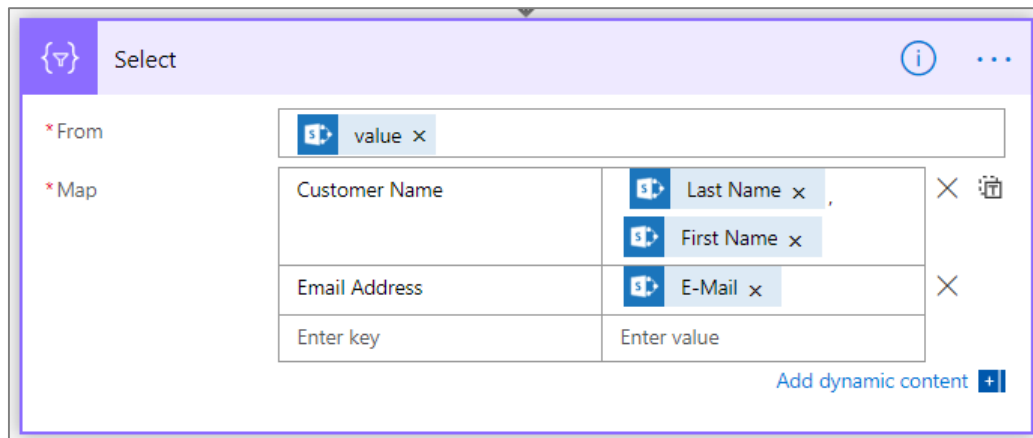 Select
* From
value ×
* Map
Customer Name
Last Name × ,
First Name ×
Email Address
E-Mail ×
Enter key
Enter value
Add dynamic content